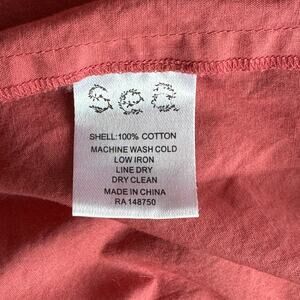 Sea
SHELL: 100% COTTON
MACHINE WASH COLD
LOW IRON
LINE DRY
DRY CLEAN
MADE IN CHINA
RA 148750